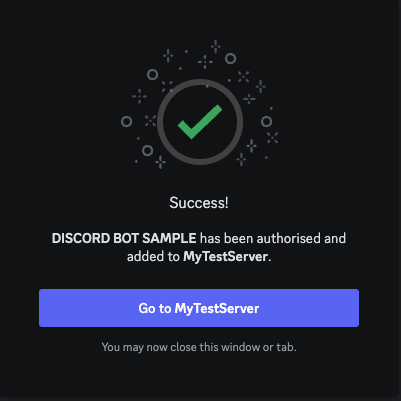 Success!
DISCORD BOT SAMPLE has been authorised and
added to MyTestServer.
Go to MyTestServer
You may now close this window or tab.